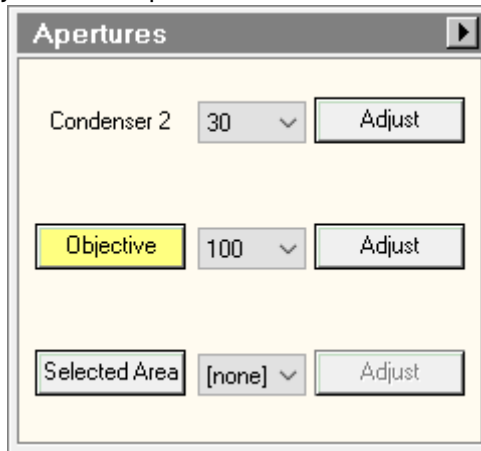 Apertures
Condenser 2 30 Adjust
Objective 100 Adjust
Selected Area [none] Adjust